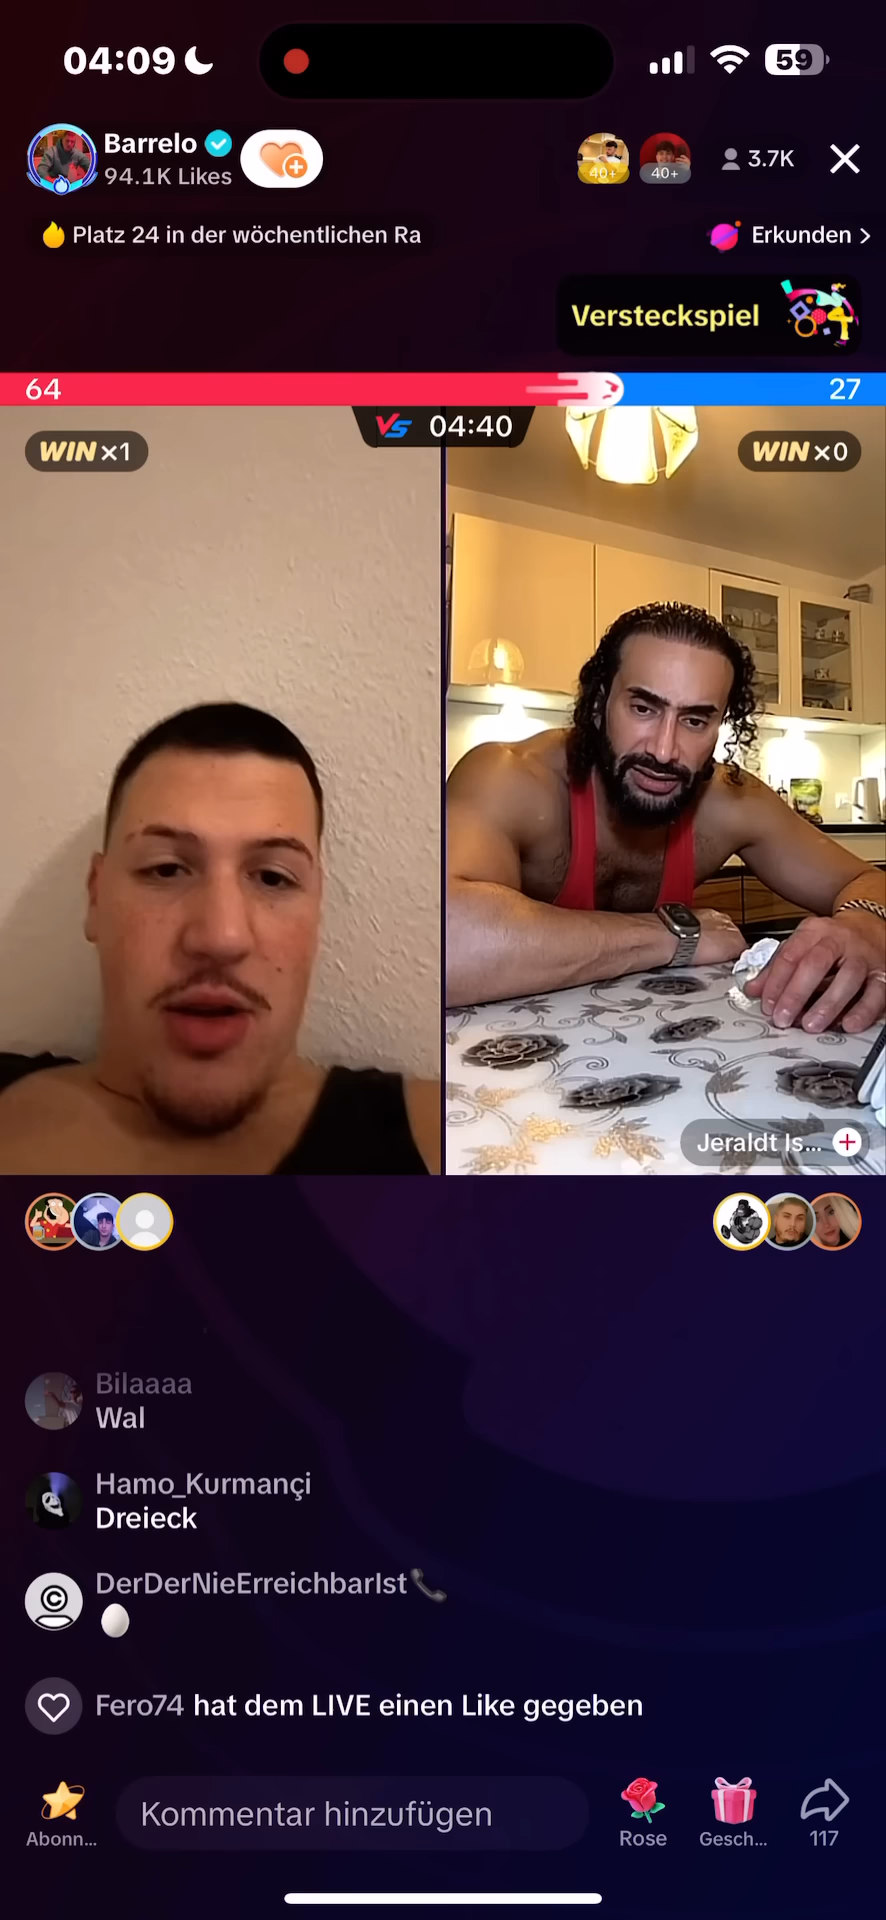 04:09
59
Barrelo
94.1K Likes
40+
40+
3.7K
Platz 24 in der wöchentlichen Ra
Erkunden >
Versteckspiel
64
27
VS 04:40
WIN x1
WIN x0
Jeraldt Is...
Bilaaaa
Wal
Hamo_Kurmançi
Dreieck
DerDerNieErreichbarIst
Fero74 hat dem LIVE einen Like gegeben
Abonn...
Kommentar hinzufügen
Rose
Gesch...
117